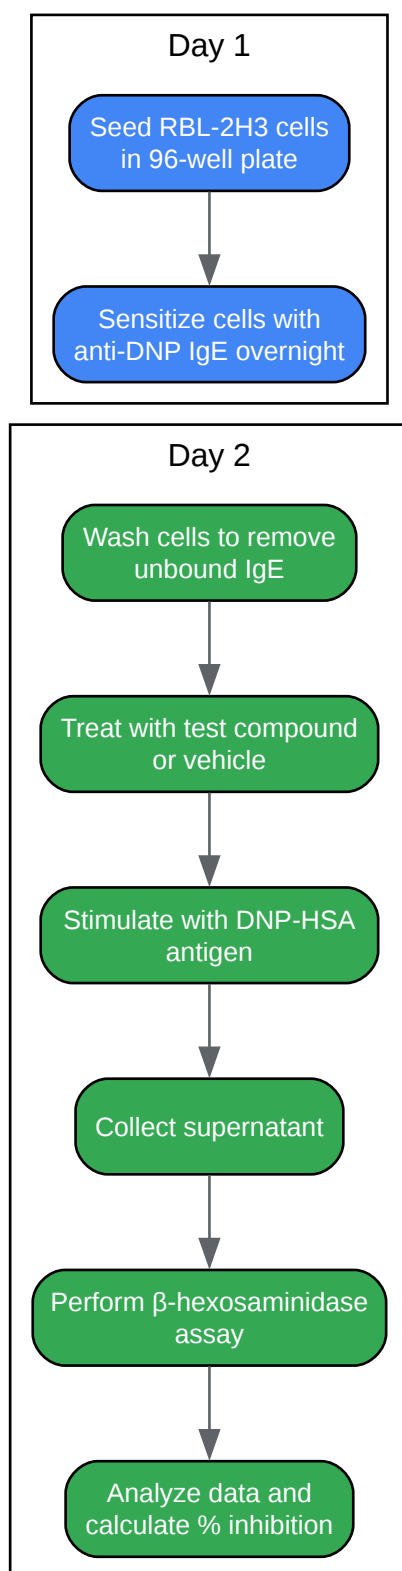 Day 1
Seed RBL-2H3 cells
in 96-well plate
Sensitize cells with
anti-DNP IgE overnight
Day 2
Wash cells to remove
unbound IgE
Treat with test compound
or vehicle
Stimulate with DNP-HSA
antigen
Collect supernatant
Perform β-hexosaminidase
assay
Analyze data and
calculate % inhibition